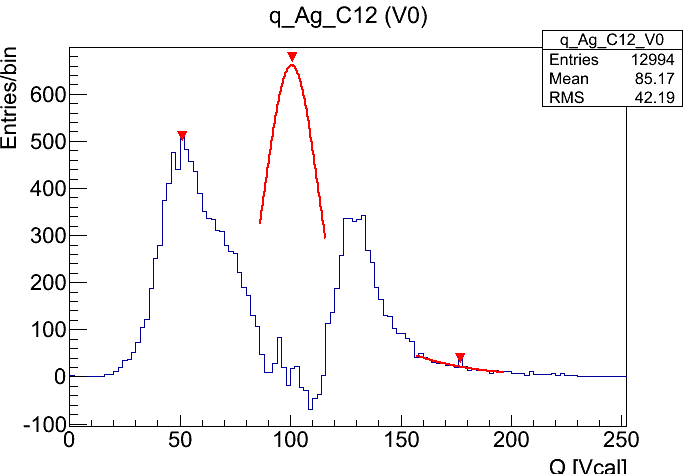 q_Ag_C12 (V0)
q_Ag_C12_V0
Entries 12994
Mean 85.17
RMS 42.19
Entries/bin
600
500
400
300
200
100
0
-100
0 50 100 150 200 250
Q [Vcal]